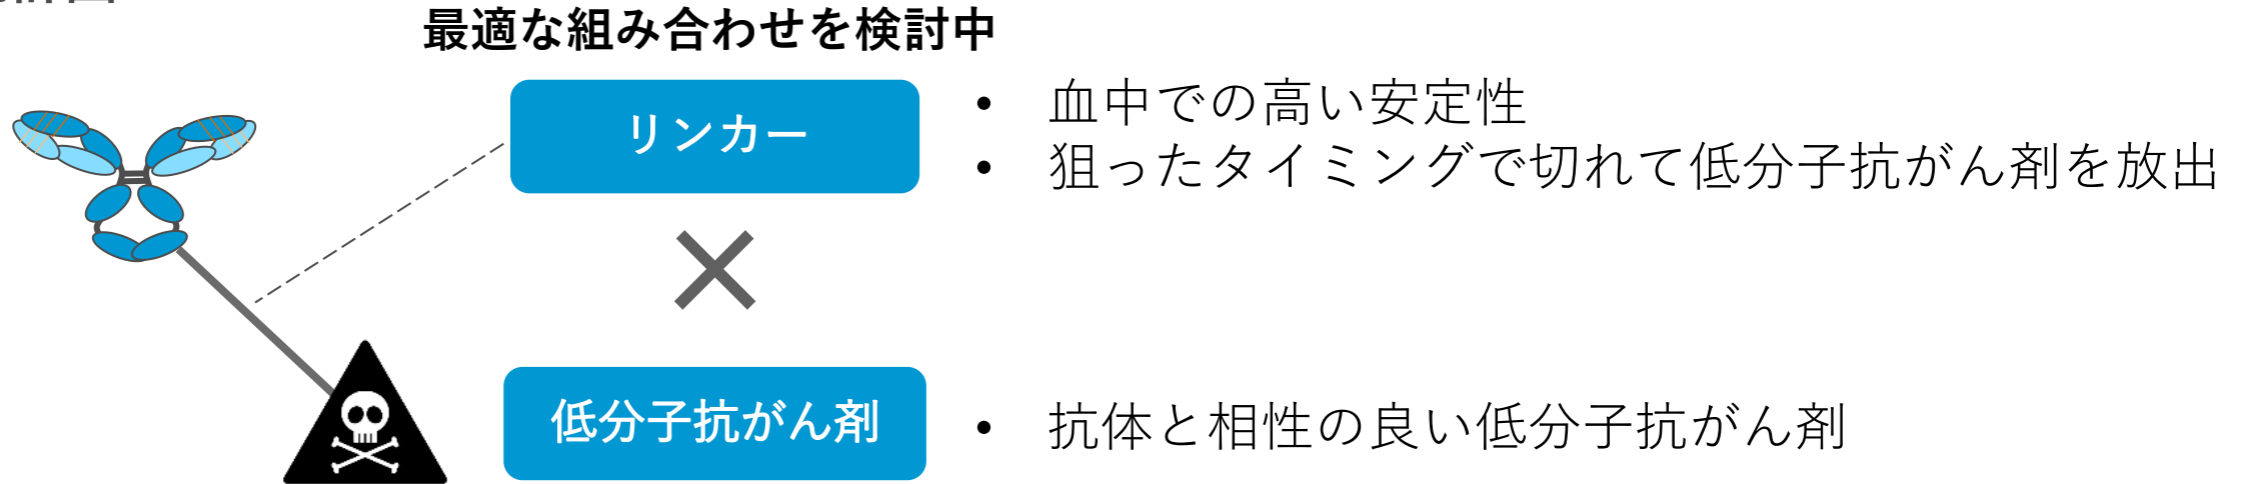 最適な組み合わせを検討中
リンカー
• 血中での高い安定性
• 狙ったタイミングで切れて低分子抗がん剤を放出
低分子抗がん剤
• 抗体と相性の良い低分子抗がん剤